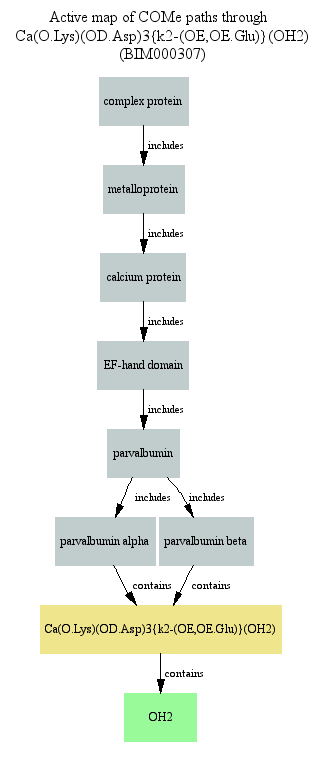 Active map of COMe paths through
Ca(O.Lys)(OD.Asp)3{k2-(OE,OE.Glu)}(OH2)
(BIM000307)
complex protein
includes
metalloprotein
includes
calcium protein
includes
EF-hand domain
includes
parvalbumin
includes includes
parvalbumin alpha parvalbumin beta
contains contains
Ca(O.Lys)(OD.Asp)3{k2-(OE,OE.Glu)}(OH2)
contains
OH2